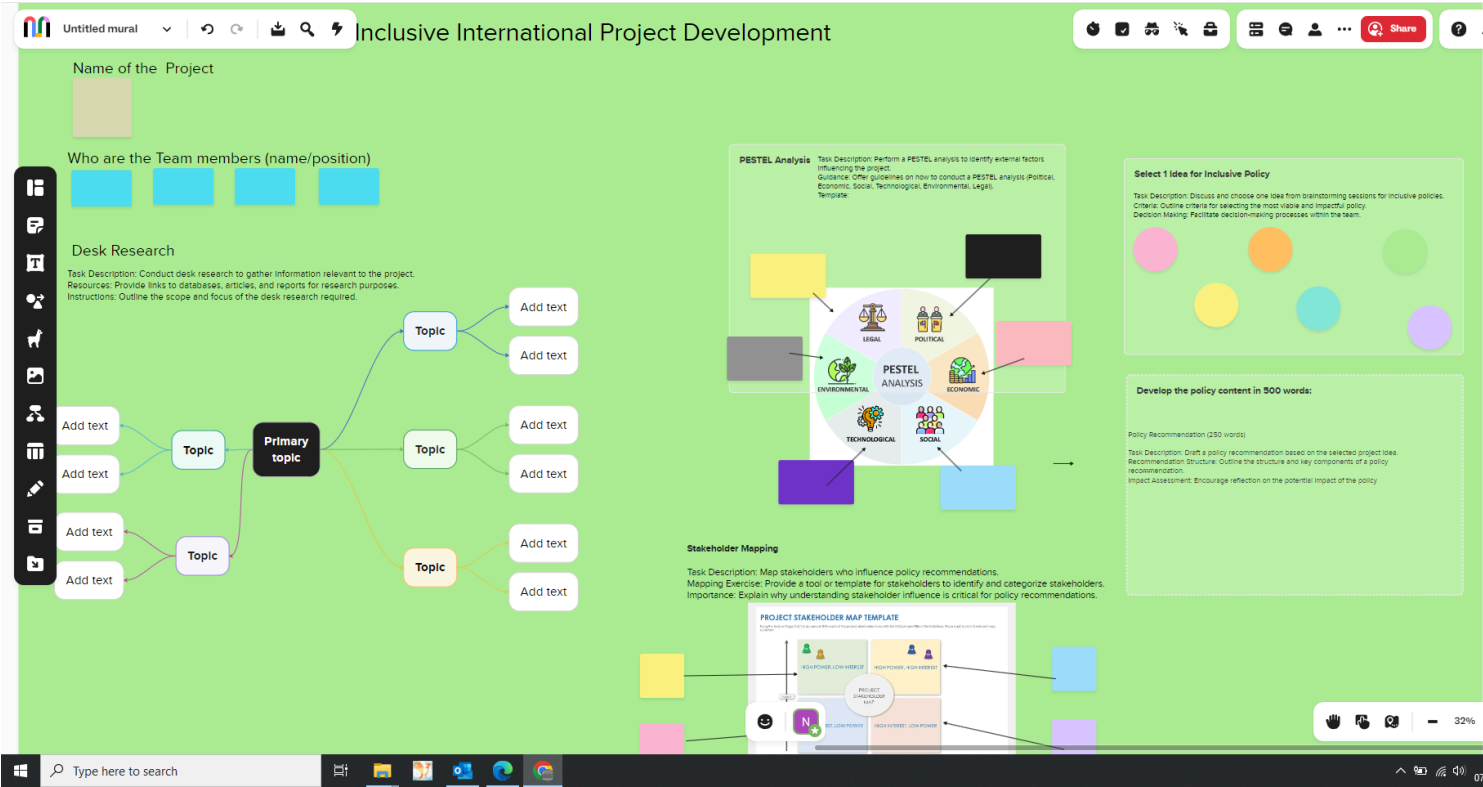 Untitled mural
Inclusive International Project Development
Share
Name of the Project
Who are the Team members (name/position)
Desk Research
Task Description: Conduct desk research to gather information relevant to the project.
Resources: Provide links to databases, articles, and reports for research purposes.
Instructions: Outline the scope and focus of the desk research required.
Primary topic
Topic
Add text
Add text
Topic
Add text
Add text
Topic
Add text
Add text
Topic
Add text
Add text
Topic
Add text
Add text
PESTEL Analysis
Task Description: Perform a PESTEL analysis to identify external factors
influencing the project.
Guidance: Offer guidelines on how to conduct a PESTEL analysis (Political,
Economic, Social, Technological, Environmental, Legal).
Template:
LEGAL
POLITICAL
ENVIRONMENTAL
PESTEL
ANALYSIS
ECONOMIC
TECHNOLOGICAL
SOCIAL
Select 1 Idea for Inclusive Policy
Task Description: Discuss and choose one idea from brainstorming sessions for inclusive policies.
Criteria: Outline criteria for selecting the most viable and impactful policy.
Decision Making: Facilitate decision-making processes within the team.
Develop the policy content in 500 words:
Policy Recommendation (250 words)
Task Description: Draft a policy recommendation based on the selected project idea.
Recommendation Structure: Outline the structure and key components of a policy
recommendation.
Impact Assessment: Encourage reflection on the potential impact of the policy
Stakeholder Mapping
Task Description: Map stakeholders who influence policy recommendations.
Mapping Exercise: Provide a tool or template for stakeholders to identify and categorize stakeholders.
Importance: Explain why understanding stakeholder influence is critical for policy recommendations.
PROJECT STAKEHOLDER MAP TEMPLATE
HIGH POWER, LOW INTEREST
HIGH POWER, HIGH INTEREST
PROJECT
STAKEHOLDER
MAP
LOW POWER
HIGH INTEREST, LOW POWER
N
32%
Type here to search
07